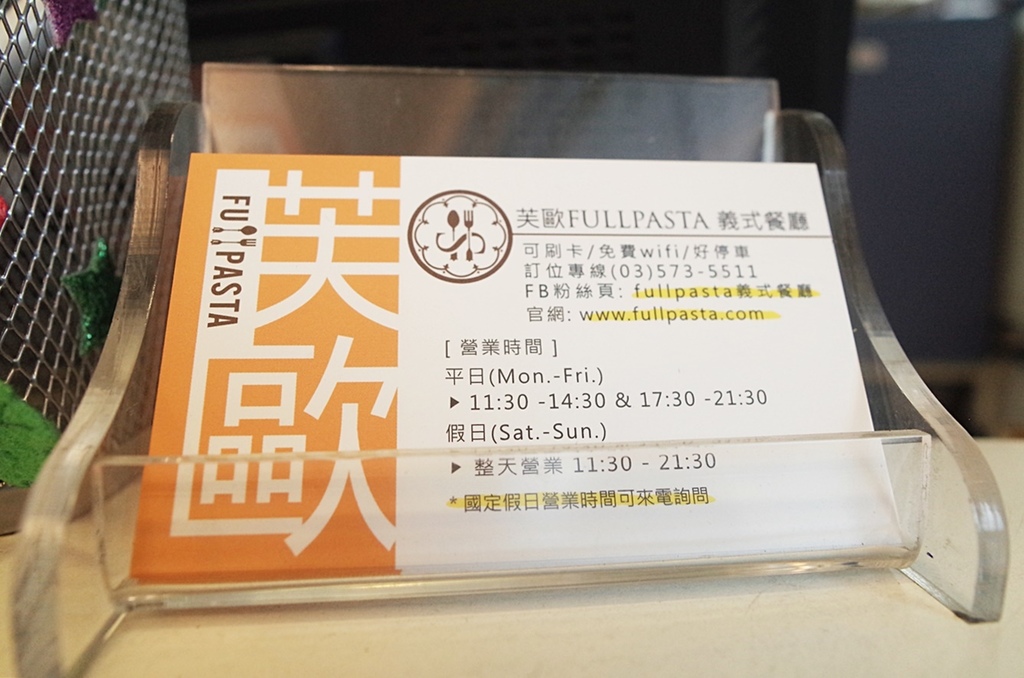 FULLPASTA
芙歐
芙歐FULLPASTA 義式餐廳
可刷卡/免費wifi/好停車
訂位專線(03)573-5511
FB粉絲頁: fullpasta義式餐廳
官網: www.fullpasta.com
[ 營業時間 ]
平日(Mon.-Fri.)
▶ 11:30 -14:30 & 17:30 -21:30
假日(Sat.-Sun.)
▶ 整天營業 11:30 - 21:30
* 國定假日營業時間可來電詢問